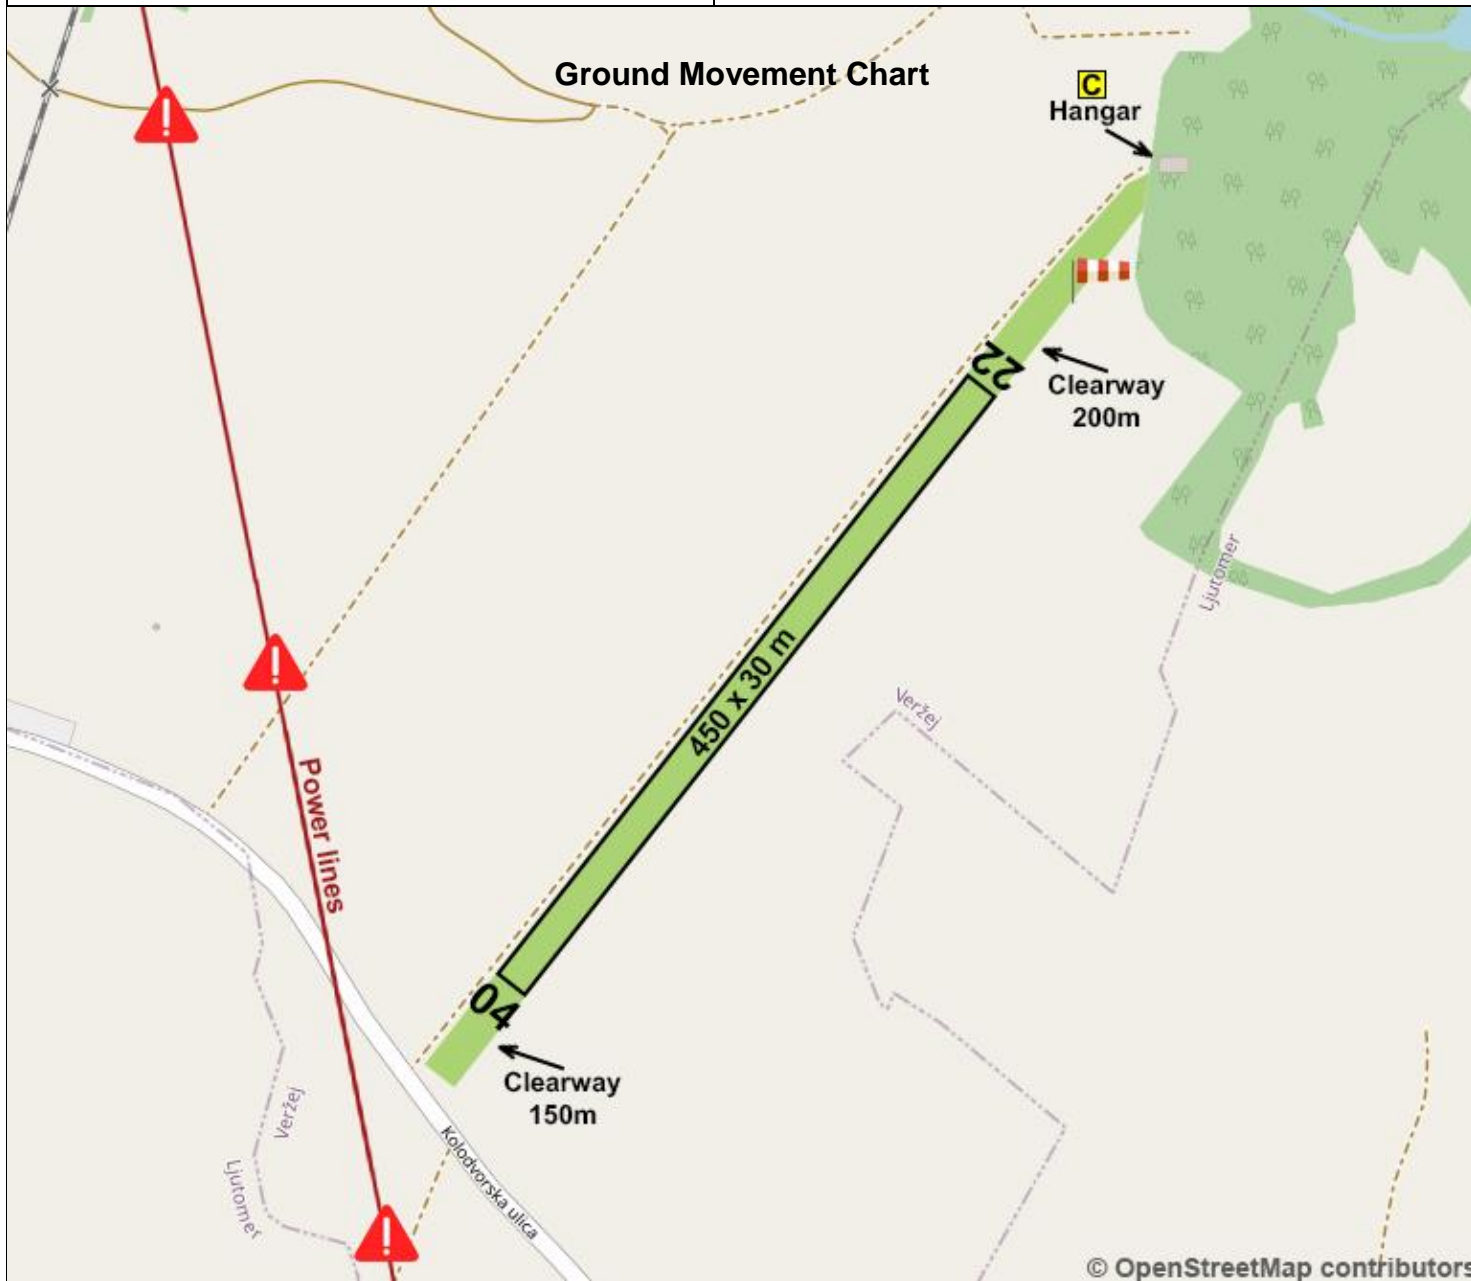 Ground Movement Chart
C
Hangar
22
Clearway
200m
Ljutomer
450 x 30 m
Veržej
Power lines
04
Clearway
150m
Veržej
Ljutomer
Kolodvorska ulica
© OpenStreetMap contributors